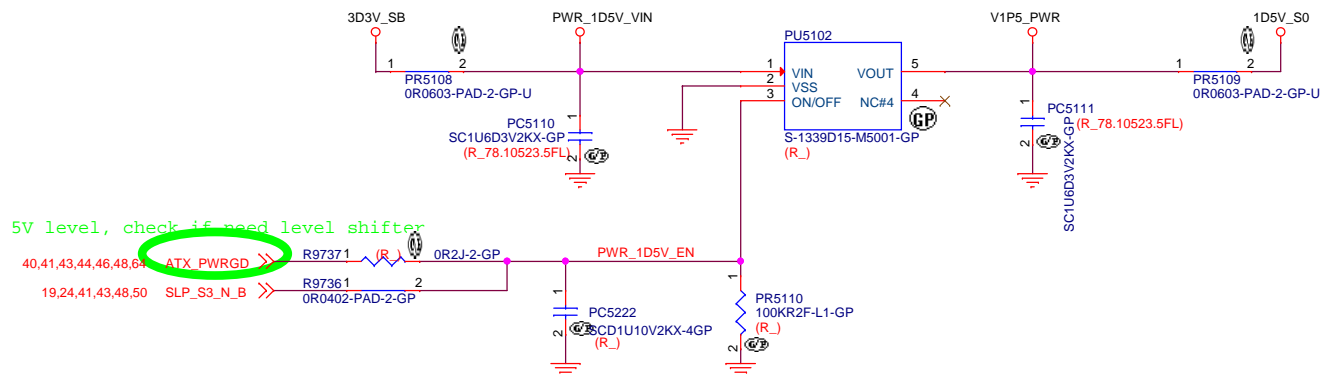 3D3V_SB
PWR_1D5V_VIN
V1P5_PWR
1D5V_S0
PU5102
1
2
PR5108
0R0603-PAD-2-GP-U
1
2
3
VIN
VSS
ON/OFF
VOUT
NC#4
5
4
GP
S-1339D15-M5001-GP
(R_)
1
2
PR5109
0R0603-PAD-2-GP-U
1
PC5110
SC1U6D3V2KX-GP
(R_78.10523.5FL)
2
G/P
1
PC5111
(R_78.10523.5FL)
SC1U6D3V2KX-GP
2
G/P
5V level, check if need level shifter
40,41,43,44,46,48,64
ATX_PWRGD
R9737
1
(R_)
0R2J-2-GP
PWR_1D5V_EN
19,24,41,43,48,50
SLP_S3_N_B
R9736
1
2
0R0402-PAD-2-GP
1
PC5222
SCD1U10V2KX-4GP
(R_)
2
G/P
1
PR5110
100KR2F-L1-GP
(R_)
2
G/P